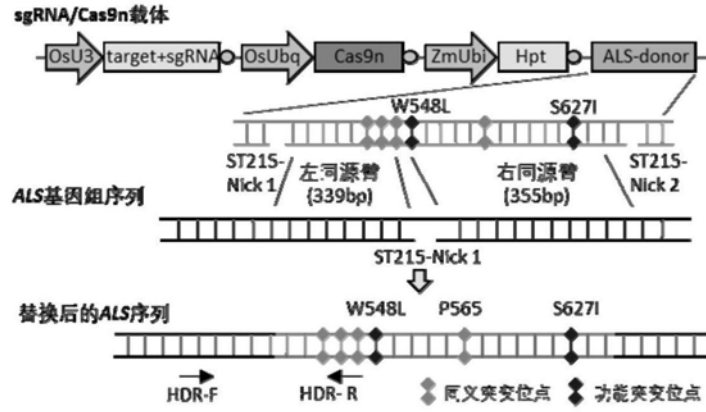 sgRNA/Cas9n载体
OsU3 target+sgRNA OsUbq Cas9n ZmUbi Hpt ALS-donor
W548L S627I
ST215-
Nick 1
左同源臂
(339bp)
右同源臂
(355bp)
ST215-
Nick 2
ALS基因组序列
ST215-Nick 1
替换后的ALS序列
W548L P565 S627I
HDR-F HDR- R 同义突变位点 功能突变位点